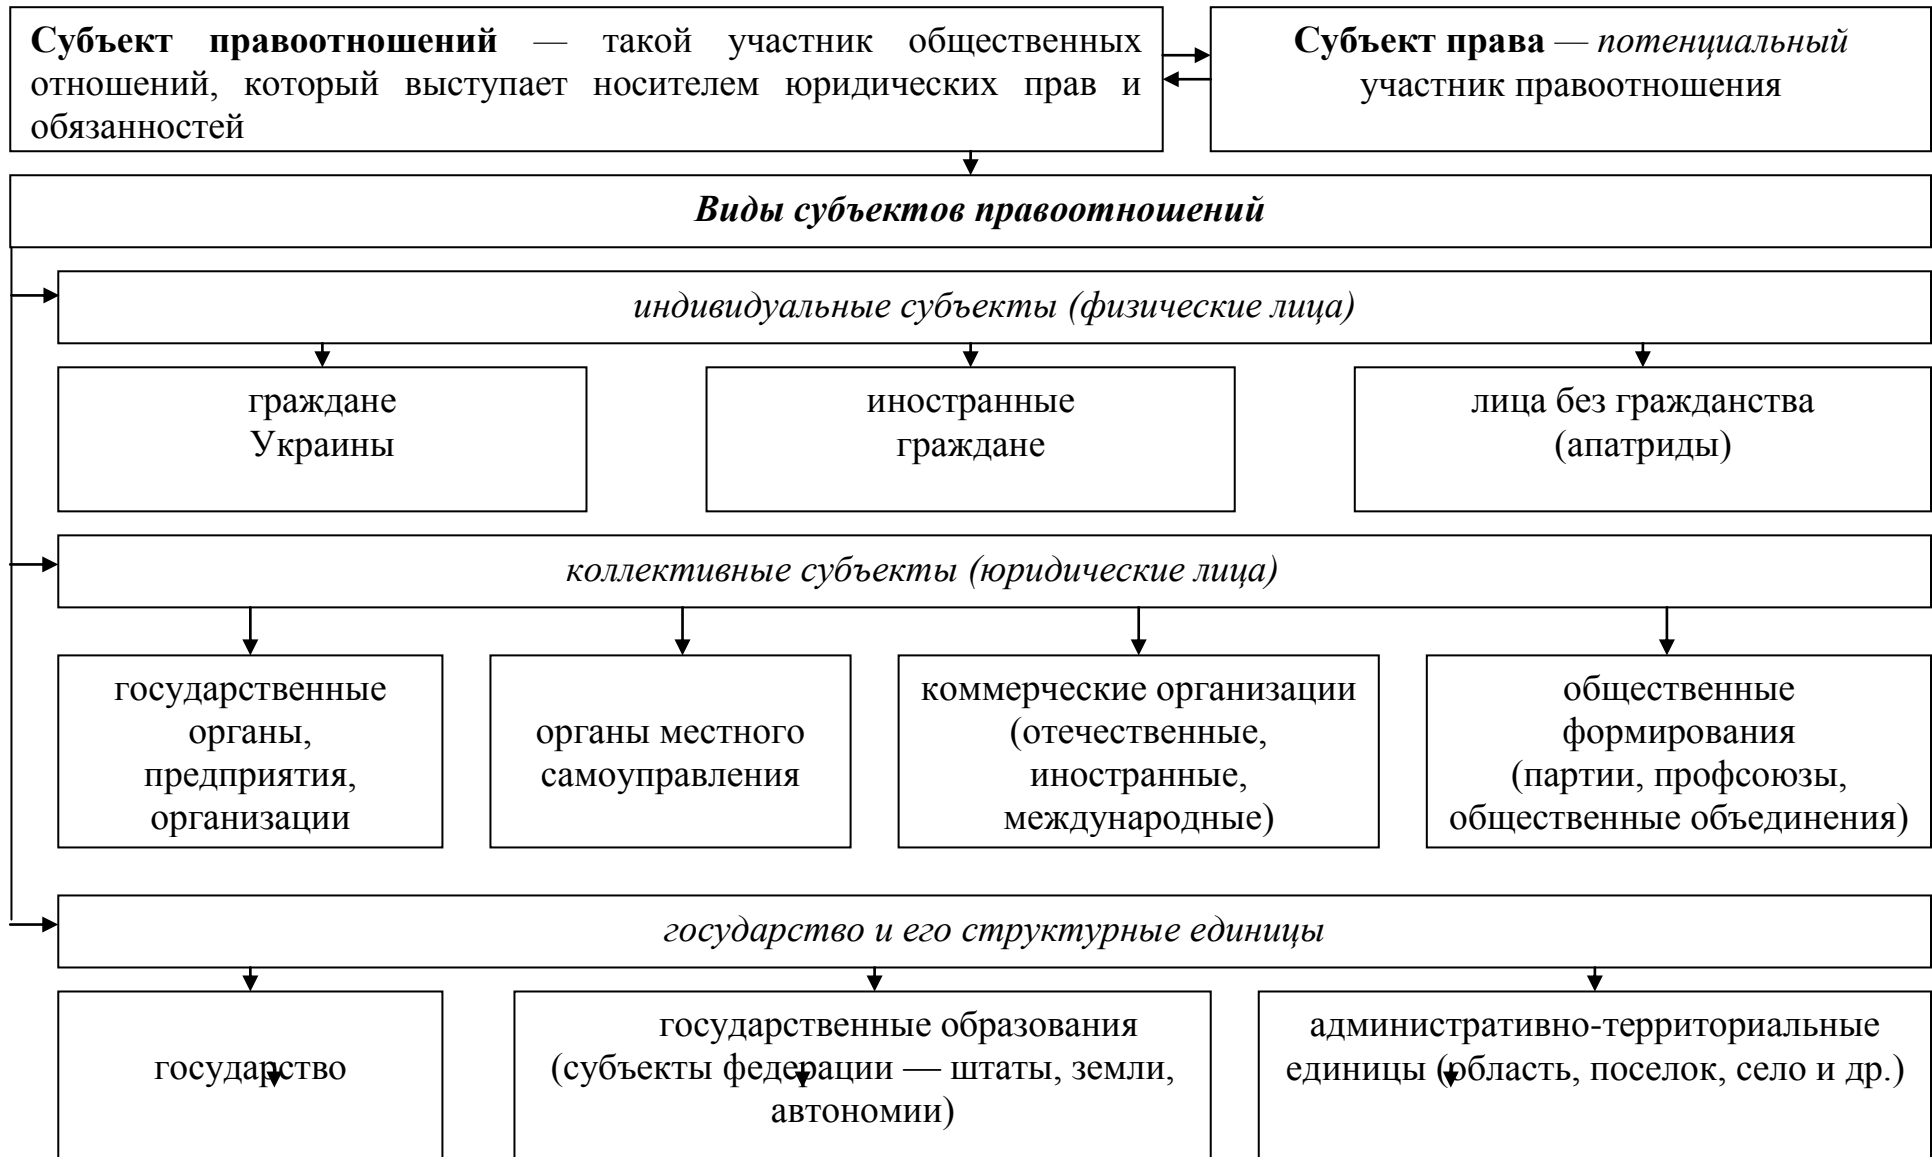 Субъект правоотношений — такой участник общественных
отношений, который выступает носителем юридических прав и
обязанностей
Субъект права — потенциальный
участник правоотношения
Виды субъектов правоотношений
индивидуальные субъекты (физические лица)
граждане
Украины
иностранные
граждане
лица без гражданства
(апатриды)
коллективные субъекты (юридические лица)
государственные
органы,
предприятия,
организации
органы местного
самоуправления
коммерческие организации
(отечественные,
иностранные,
международные)
общественные
формирования
(партии, профсоюзы,
общественные объединения)
государство и его структурные единицы
государство
государственные образования
(субъекты федерации — штаты, земли,
автономии)
административно-территориальные
единицы (область, поселок, село и др.)